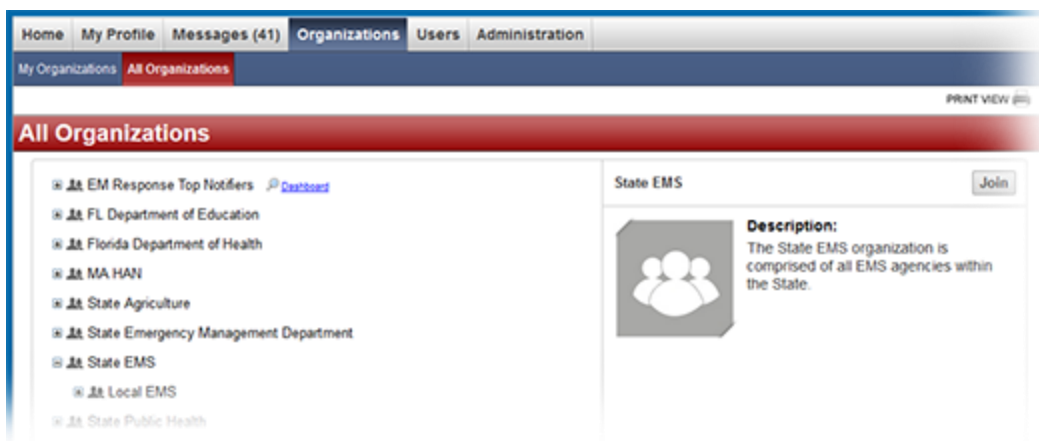 Home My Profile Messages (41) Organizations Users Administration
My Organizations All Organizations
PRINT VIEW
All Organizations
EM Response Top Notifiers Dashboard
FL Department of Education
Florida Department of Health
MA HAN
State Agriculture
State Emergency Management Department
State EMS
Local EMS
State Public Health
State EMS Join
Description:
The State EMS organization is
comprised of all EMS agencies within
the State.